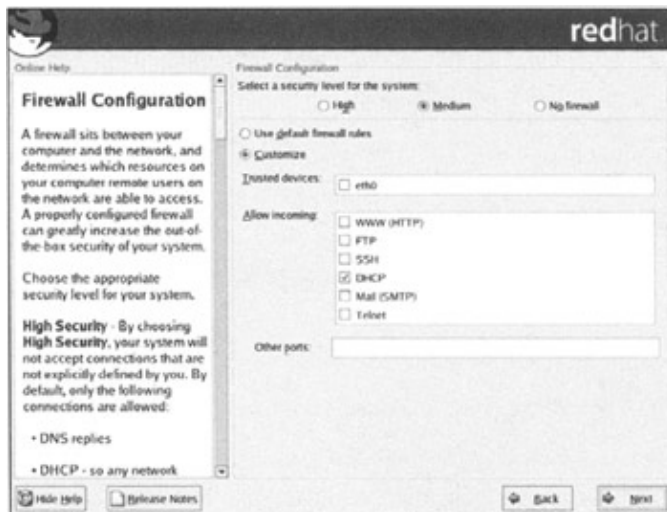 redhat
Online Help
Firewall Configuration
A firewall sits between your
computer and the network, and
determines which resources on
your computer remote users on
the network are able to access.
A properly configured firewall
can greatly increase the out-of-
the-box security of your system.
Choose the appropriate
security level for your system.
High Security - By choosing
High Security, your system will
not accept connections that are
not explicitly defined by you. By
default, only the following
connections are allowed:
• DNS replies
• DHCP - so any network
Firewall Configuration
Select a security level for the system:
High Medium No firewall
Use default firewall rules
Customize
Trusted devices: eth0
Allow incoming: WWW (HTTP)
FTP
SSH
DHCP
Mail (SMTP)
Telnet
Other ports:
Hide Help Release Notes Back Next